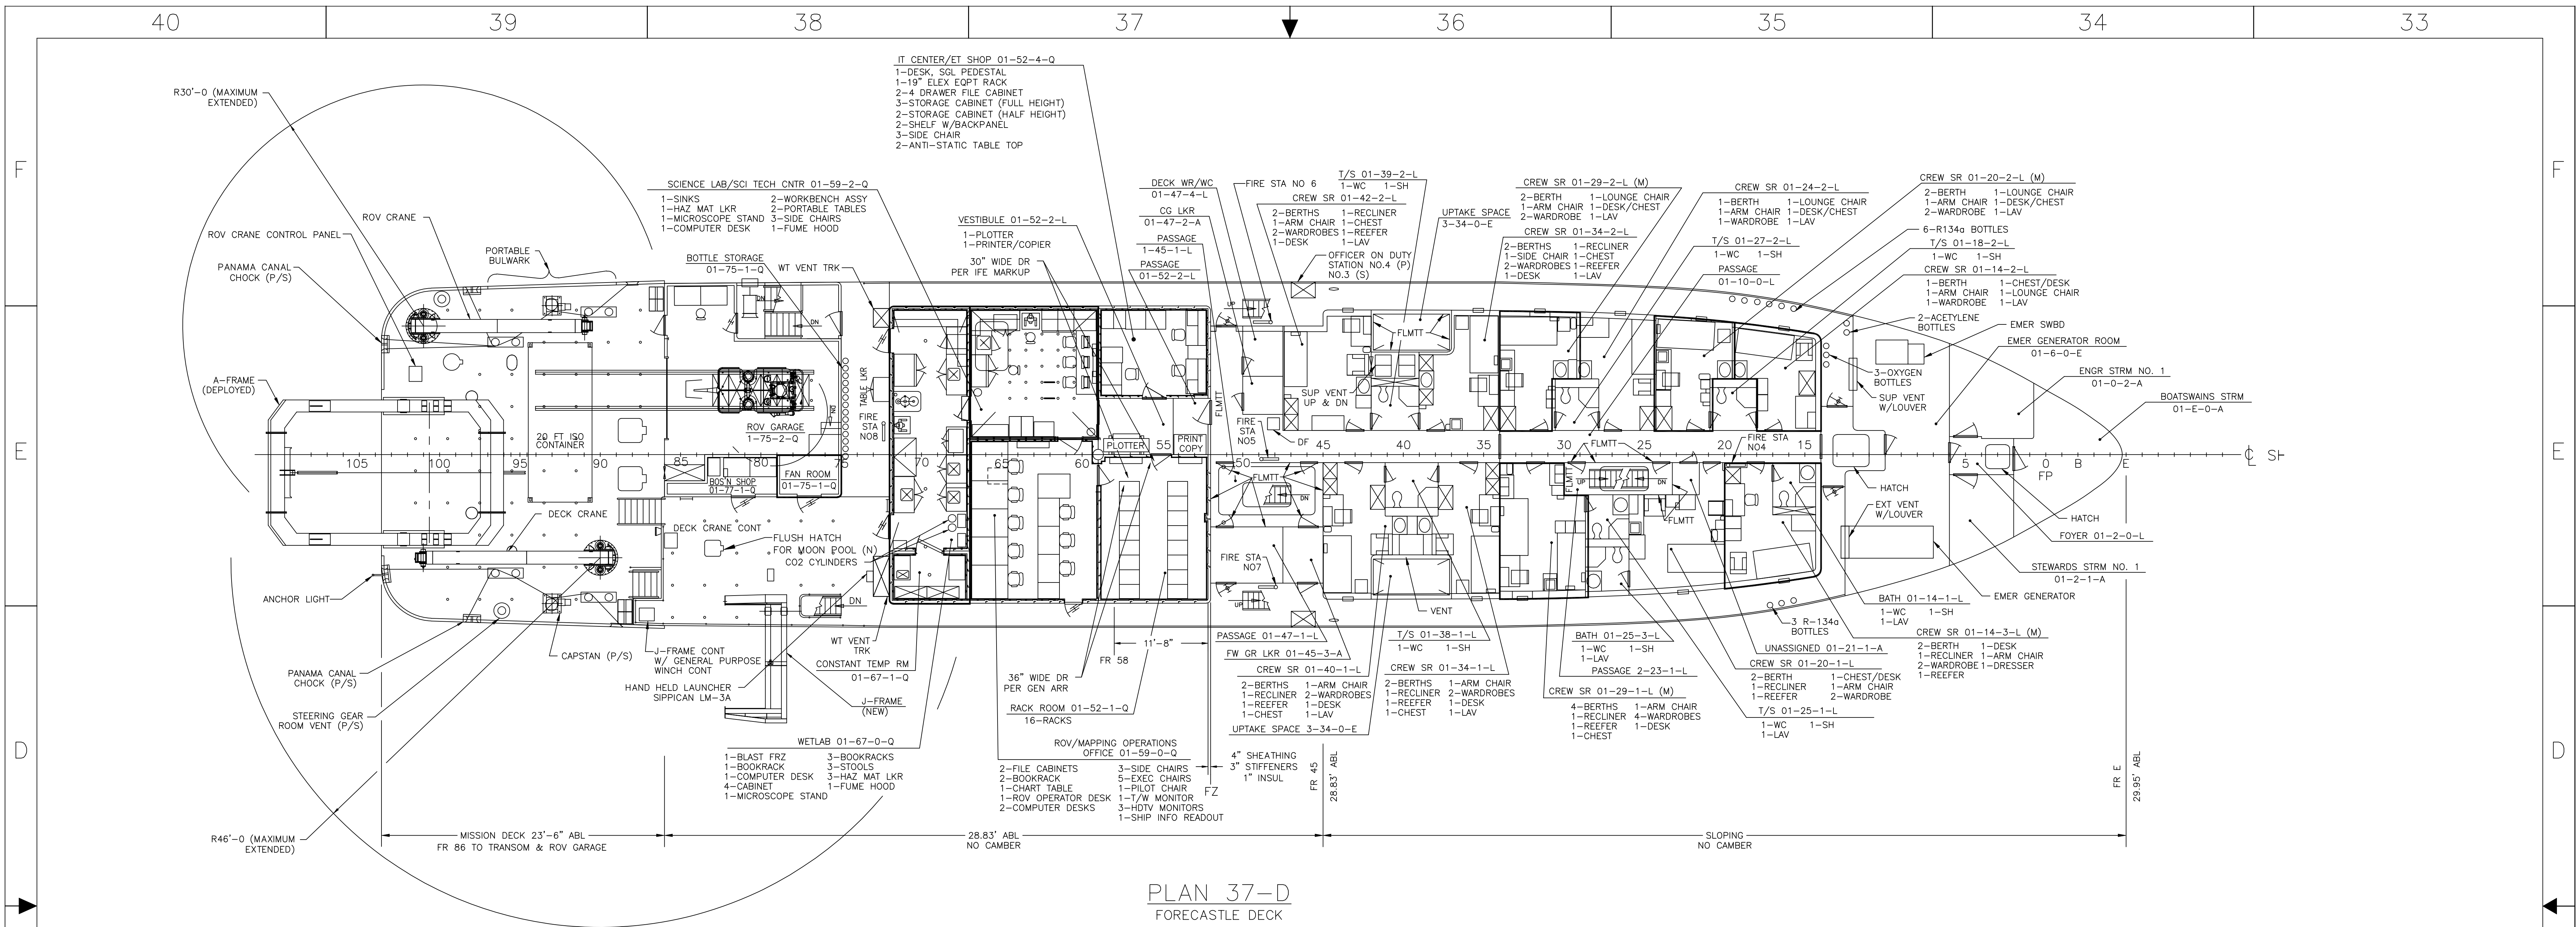 40 39 38 37 36 35 34 33
F
E
D
F
E
D
IT CENTER/ET SHOP 01-52-4-Q
1-DESK, SGL PEDESTAL
1-19" ELEX EQPT RACK
2-4 DRAWER FILE CABINET
3-STORAGE CABINET (FULL HEIGHT)
2-STORAGE CABINET (HALF HEIGHT)
2-SHELF W/BACKPANEL
3-SIDE CHAIR
2-ANTI-STATIC TABLE TOP
R30'-0 (MAXIMUM
EXTENDED)
ROV CRANE
ROV CRANE CONTROL PANEL
PANAMA CANAL
CHOCK (P/S)
PORTABLE
BULWARK
A-FRAME
(DEPLOYED)
SCIENCE LAB/SCI TECH CNTR 01-59-2-Q
1-SINKS 2-WORKBENCH ASSY
1-HAZ MAT LKR 2-PORTABLE TABLES
1-MICROSCOPE STAND 3-SIDE CHAIRS
1-COMPUTER DESK 1-FUME HOOD
BOTTLE STORAGE
01-75-1-Q
WT VENT TRK
VESTIBULE 01-52-2-L
1-PLOTTER
1-PRINTER/COPIER
30" WIDE DR
PER IFE MARKUP
DECK WR/WC
01-47-4-L
CG LKR
01-47-2-A
PASSAGE
1-45-1-L
PASSAGE
01-52-2-L
FIRE STA NO 6
T/S 01-39-2-L
1-WC 1-SH
CREW SR 01-42-2-L
2-BERTHS 1-RECLINER
1-ARM CHAIR 1-CHEST
2-WARDROBES 1-REEFER
1-DESK 1-LAV
OFFICER ON DUTY
STATION NO.4 (P)
NO.3 (S)
UPTAKE SPACE
3-34-0-E
CREW SR 01-29-2-L (M)
2-BERTH 1-LOUNGE CHAIR
1-ARM CHAIR 1-DESK/CHEST
2-WARDROBE 1-LAV
CREW SR 01-34-2-L
2-BERTHS 1-RECLINER
1-SIDE CHAIR 1-CHEST
2-WARDROBES 1-REEFER
1-DESK 1-LAV
CREW SR 01-24-2-L
1-BERTH 1-LOUNGE CHAIR
1-ARM CHAIR 1-DESK/CHEST
1-WARDROBE 1-LAV
T/S 01-27-2-L
1-WC 1-SH
PASSAGE
01-10-0-L
CREW SR 01-20-2-L (M)
2-BERTH 1-LOUNGE CHAIR
1-ARM CHAIR 1-DESK/CHEST
2-WARDROBE 1-LAV
6-R134a BOTTLES
T/S 01-18-2-L
1-WC 1-SH
CREW SR 01-14-2-L
1-BERTH 1-CHEST/DESK
1-ARM CHAIR 1-LOUNGE CHAIR
1-WARDROBE 1-LAV
2-ACETYLENE
BOTTLES
EMER SWBD
EMER GENERATOR ROOM
01-6-0-E
ENGR STRM NO. 1
01-0-2-A
BOATSWAINS STRM
01-E-0-A
3-OXYGEN
BOTTLES
SUP VENT
W/LOUVER
DN
DN
UP
FLMTT
FLMTT
SUP VENT
UP & DN
TABLE LKR
FIRE
STA
NO8
DN
20 FT ISO
CONTAINER
ROV GARAGE
1-75-2-Q
BOS'N SHOP
01-77-1-Q
FAN ROOM
01-75-1-Q
PLOTTER
PRINT
COPY
FIRE
STA
NO5
DF
FLMTT
FIRE STA
NO4
105 100 95 90 85 80 75 70 65 60 55 50 45 40 35 30 25 20 15 5 0 B E
FP
℄ SH
FLMTT
DN
FLMTT
UP
DN
FLMTT
HATCH
EXT VENT
W/LOUVER
HATCH
FOYER 01-2-0-L
STEWARDS STRM NO. 1
01-2-1-A
EMER GENERATOR
DECK CRANE
DECK CRANE CONT
FLUSH HATCH
FOR MOON POOL (N)
CO2 CYLINDERS
DN
FIRE STA
NO7
UP
VENT
ANCHOR LIGHT
PANAMA CANAL
CHOCK (P/S)
STEERING GEAR
ROOM VENT (P/S)
CAPSTAN (P/S)
J-FRAME CONT
W/ GENERAL PURPOSE
WINCH CONT
HAND HELD LAUNCHER
SIPPICAN LM-3A
J-FRAME
(NEW)
WT VENT
TRK
CONSTANT TEMP RM
01-67-1-Q
11'-8"
FR 58
36" WIDE DR
PER GEN ARR
RACK ROOM 01-52-1-Q
16-RACKS
PASSAGE 01-47-1-L
FW GR LKR 01-45-3-A
CREW SR 01-40-1-L
2-BERTHS 1-ARM CHAIR
1-RECLINER 2-WARDROBES
1-REEFER 1-DESK
1-CHEST 1-LAV
UPTAKE SPACE 3-34-0-E
T/S 01-38-1-L
1-WC 1-SH
CREW SR 01-34-1-L
2-BERTHS 1-ARM CHAIR
1-RECLINER 2-WARDROBES
1-REEFER 1-DESK
1-CHEST 1-LAV
BATH 01-25-3-L
1-WC 1-SH
1-LAV
PASSAGE 2-23-1-L
CREW SR 01-29-1-L (M)
4-BERTHS 1-ARM CHAIR
1-RECLINER 4-WARDROBES
1-REEFER 1-DESK
1-CHEST
3 R-134a
BOTTLES
UNASSIGNED 01-21-1-A
CREW SR 01-20-1-L
2-BERTH 1-CHEST/DESK
1-RECLINER 1-ARM CHAIR
1-REEFER 2-WARDROBE
T/S 01-25-1-L
1-WC 1-SH
1-LAV
BATH 01-14-1-L
1-WC 1-SH
1-LAV
CREW SR 01-14-3-L (M)
2-BERTH 1-DESK
1-RECLINER 1-ARM CHAIR
2-WARDROBE 1-DRESSER
1-REEFER
WETLAB 01-67-0-Q
1-BLAST FRZ 3-BOOKRACKS
1-BOOKRACK 3-STOOLS
1-COMPUTER DESK 3-HAZ MAT LKR
4-CABINET 1-FUME HOOD
1-MICROSCOPE STAND
ROV/MAPPING OPERATIONS
OFFICE 01-59-0-Q
2-FILE CABINETS 3-SIDE CHAIRS
2-BOOKRACK 5-EXEC CHAIRS
1-CHART TABLE 1-PILOT CHAIR
1-ROV OPERATOR DESK 1-T/W MONITOR
2-COMPUTER DESKS 3-HDTV MONITORS
1-SHIP INFO READOUT
4" SHEATHING
3" STIFFENERS
1" INSUL
FZ
FR 45
28.83' ABL
FR E
29.95' ABL
R46'-0 (MAXIMUM
EXTENDED)
MISSION DECK 23'-6" ABL
FR 86 TO TRANSOM & ROV GARAGE
28.83' ABL
NO CAMBER
SLOPING
NO CAMBER
PLAN 37-D
FORECASTLE DECK